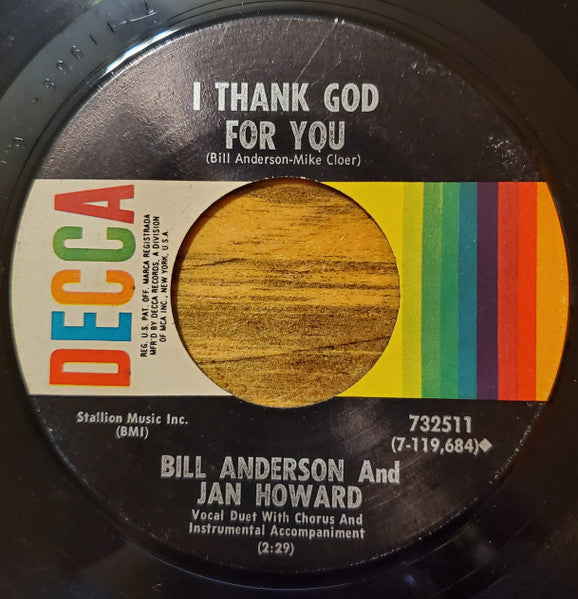 I THANK GOD
FOR YOU
(Bill Anderson-Mike Cloer)
DECCA
REG. U.S. PAT. OFF. MARCA REGISTRADA
MFR'D BY DECCA RECORDS, A DIVISION
OF MCA INC., NEW YORK, U.S.A.
Stallion Music Inc.
(BMI)
732511
(7-119,684)◆
BILL ANDERSON And
JAN HOWARD
Vocal Duet With Chorus And
Instrumental Accompaniment
(2:29)